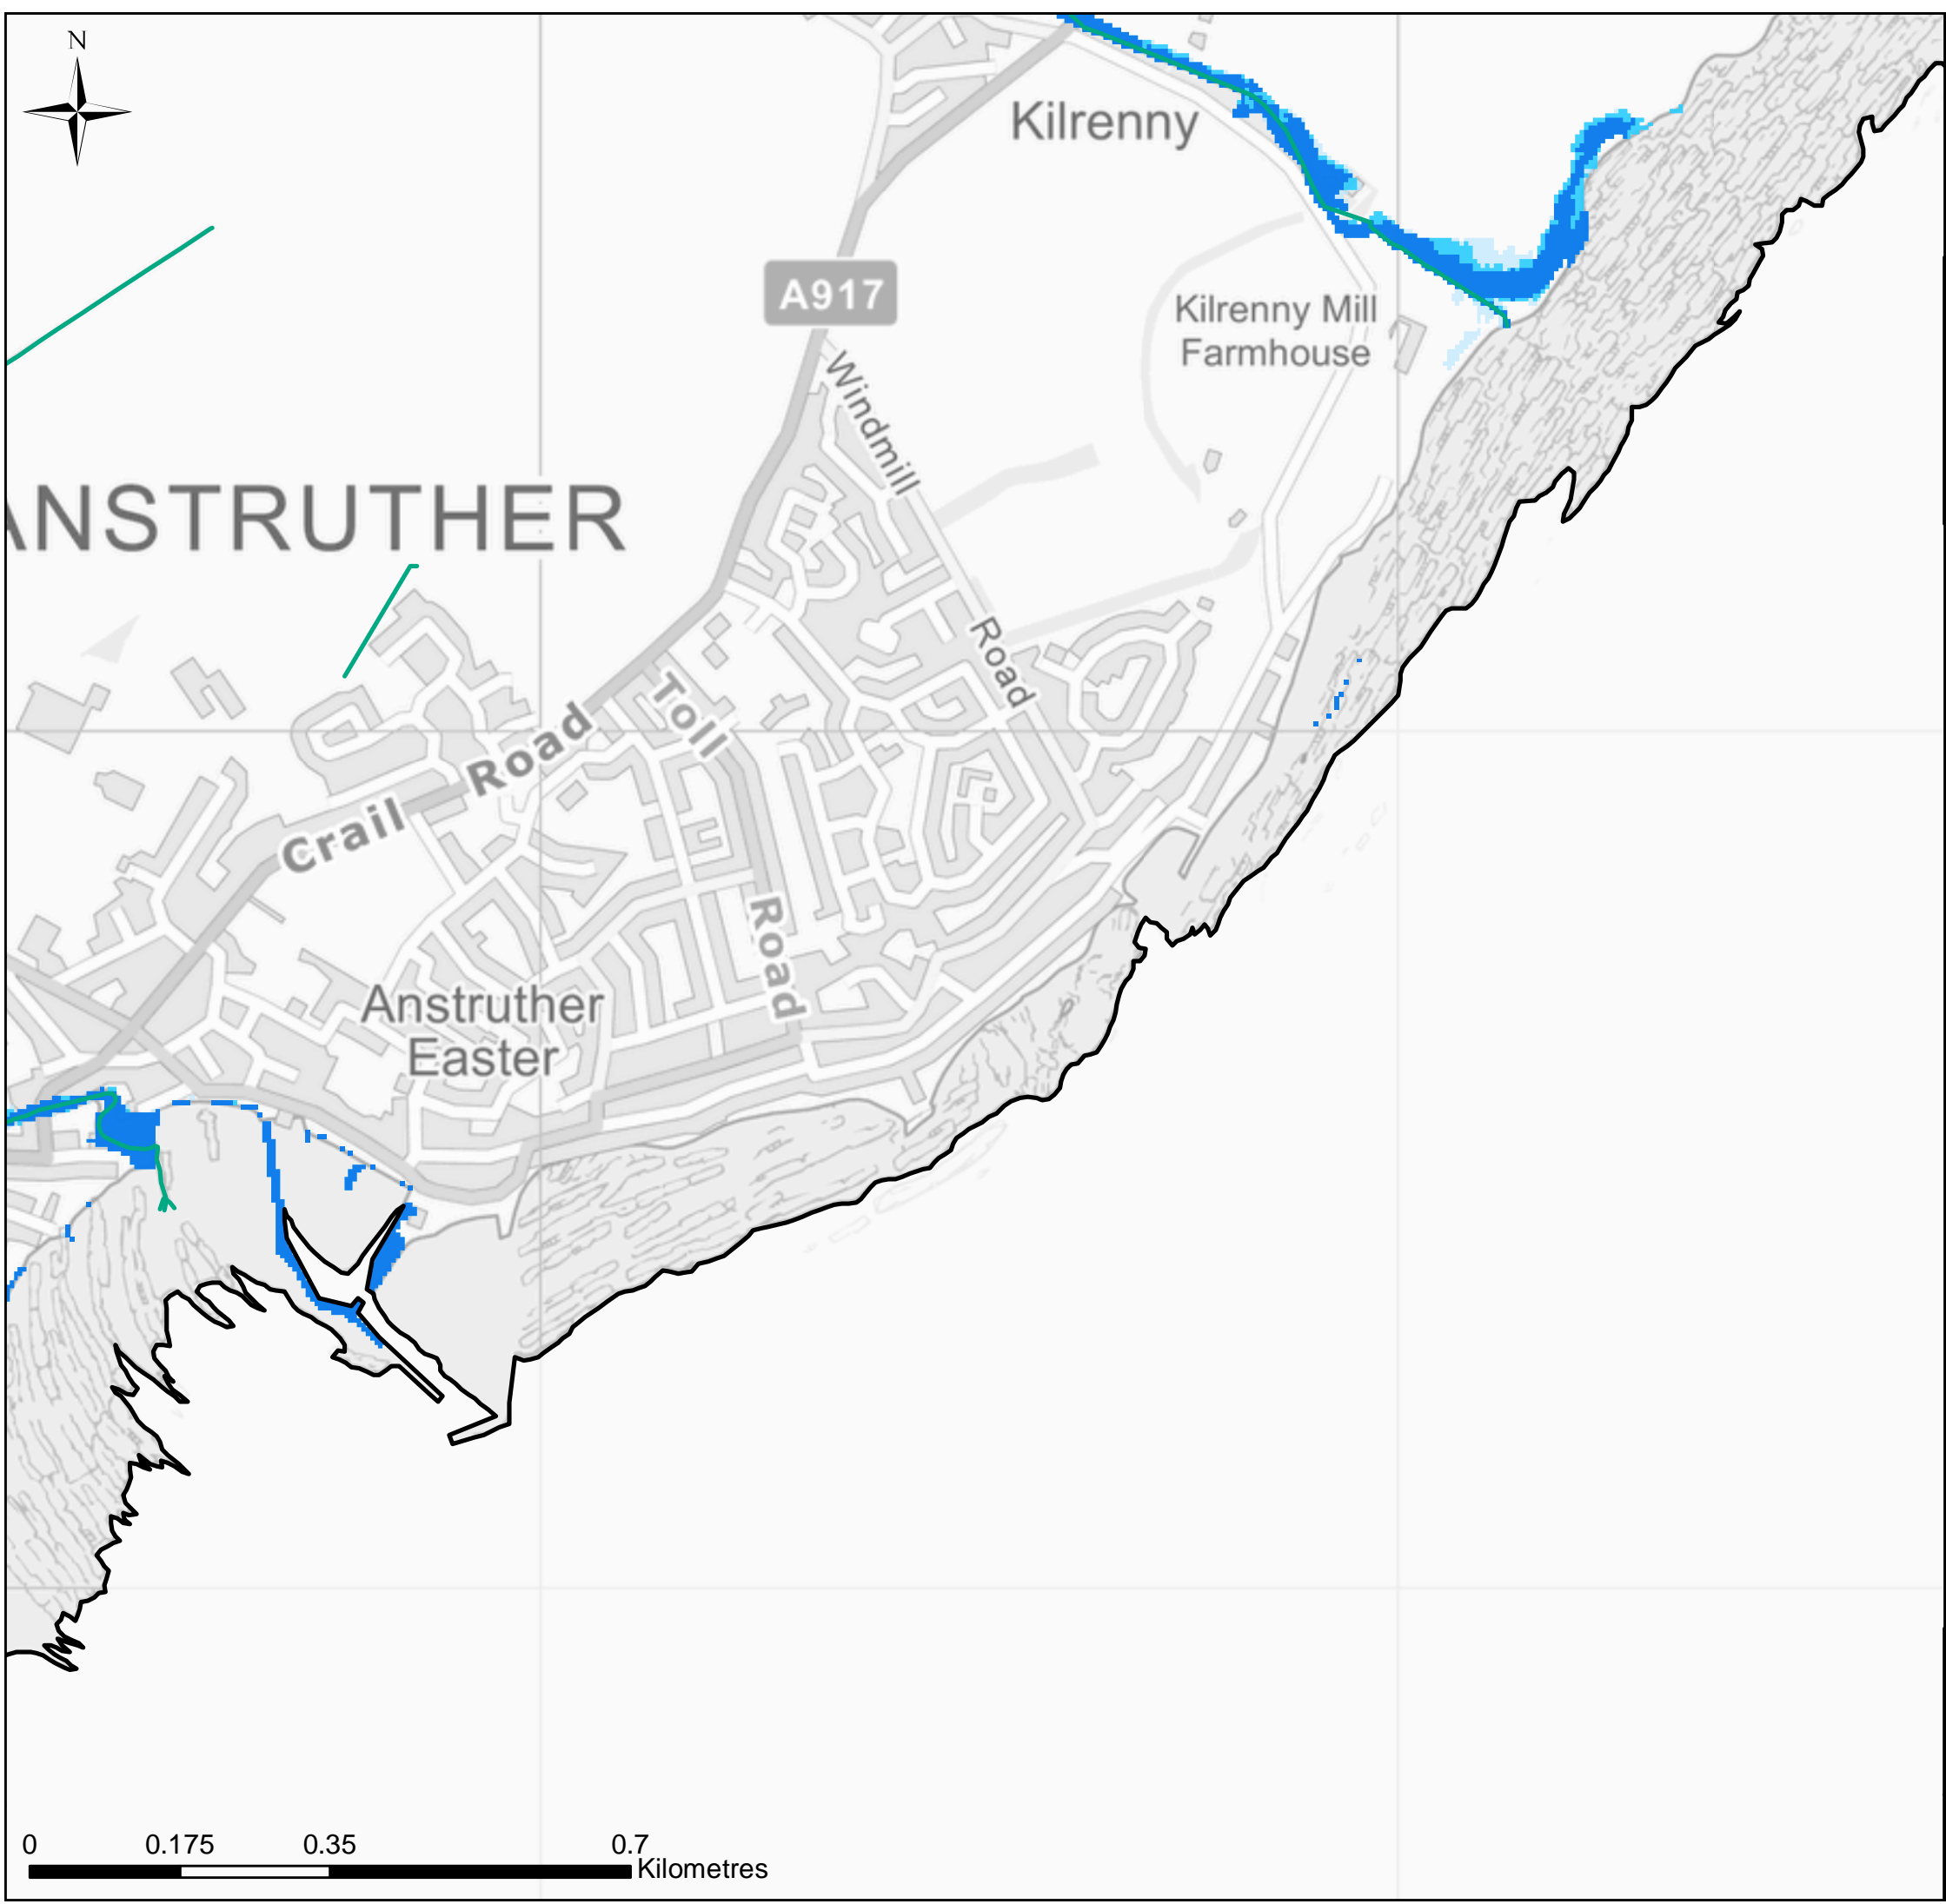 N
Kilrenny
A917
Kilrenny Mill
Farmhouse
Windmill
Road
ANSTRUTHER
Toll
Road
Crail Road
Anstruther
Easter
0 0.175 0.35 0.7
Kilometres